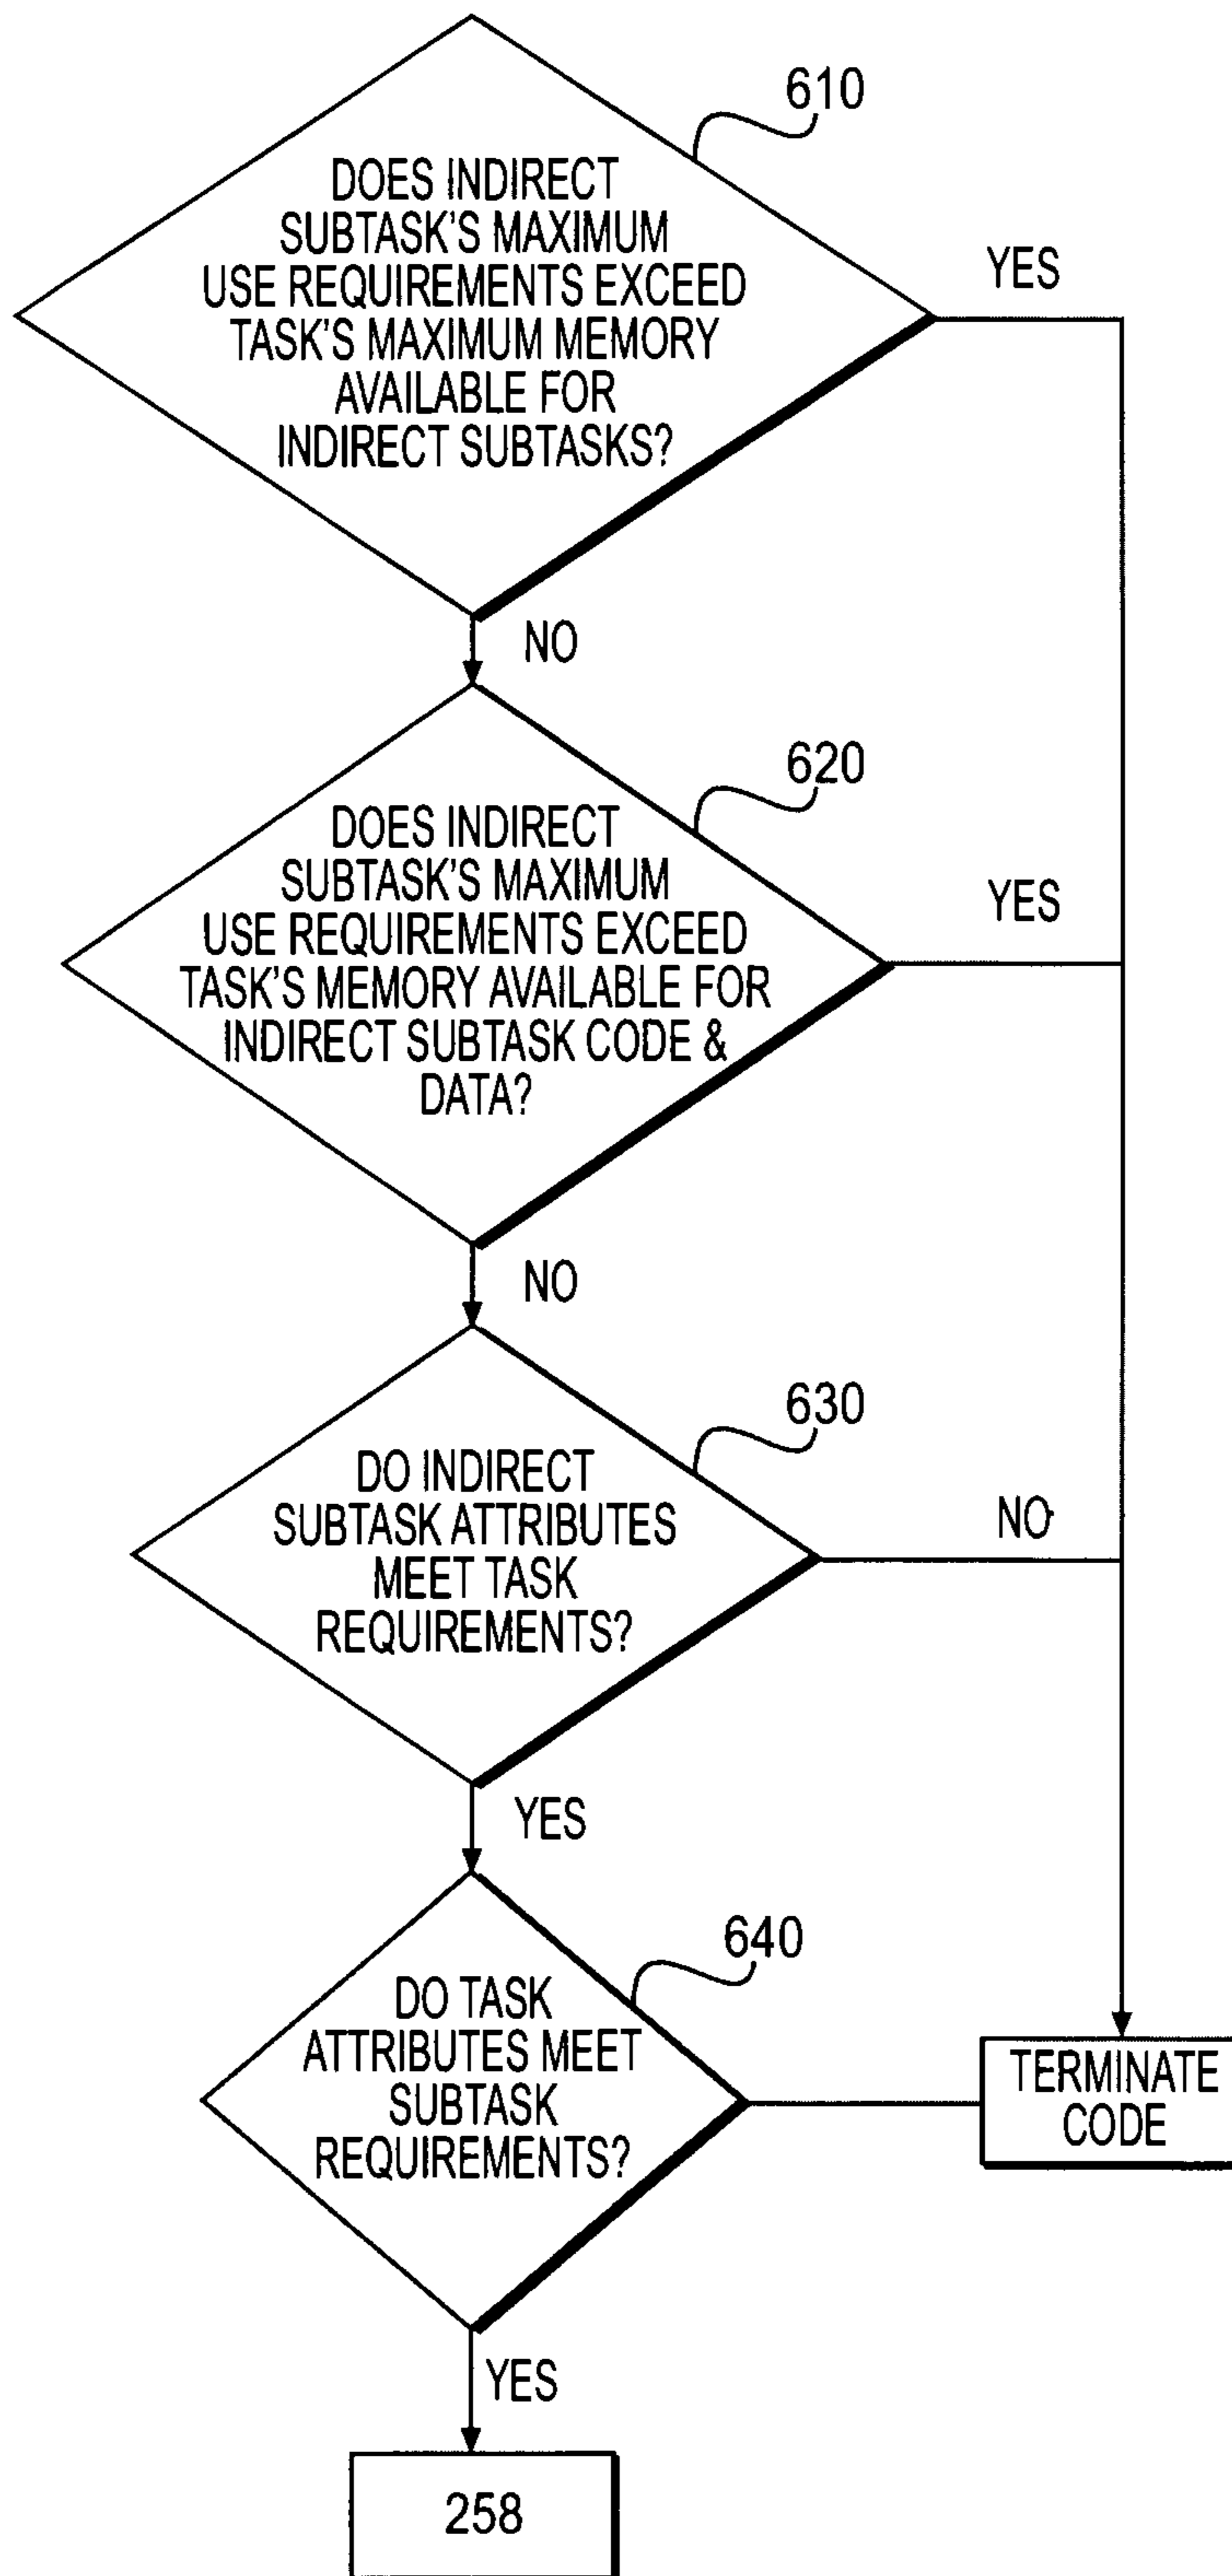 610
DOES INDIRECT
SUBTASK'S MAXIMUM
USE REQUIREMENTS EXCEED
TASK'S MAXIMUM MEMORY
AVAILABLE FOR
INDIRECT SUBTASKS?
YES
NO
620
DOES INDIRECT
SUBTASK'S MAXIMUM
USE REQUIREMENTS EXCEED
TASK'S MEMORY AVAILABLE FOR
INDIRECT SUBTASK CODE &
DATA?
YES
NO
630
DO INDIRECT
SUBTASK ATTRIBUTES
MEET TASK
REQUIREMENTS?
NO
YES
640
DO TASK
ATTRIBUTES MEET
SUBTASK
REQUIREMENTS?
TERMINATE
CODE
YES
258